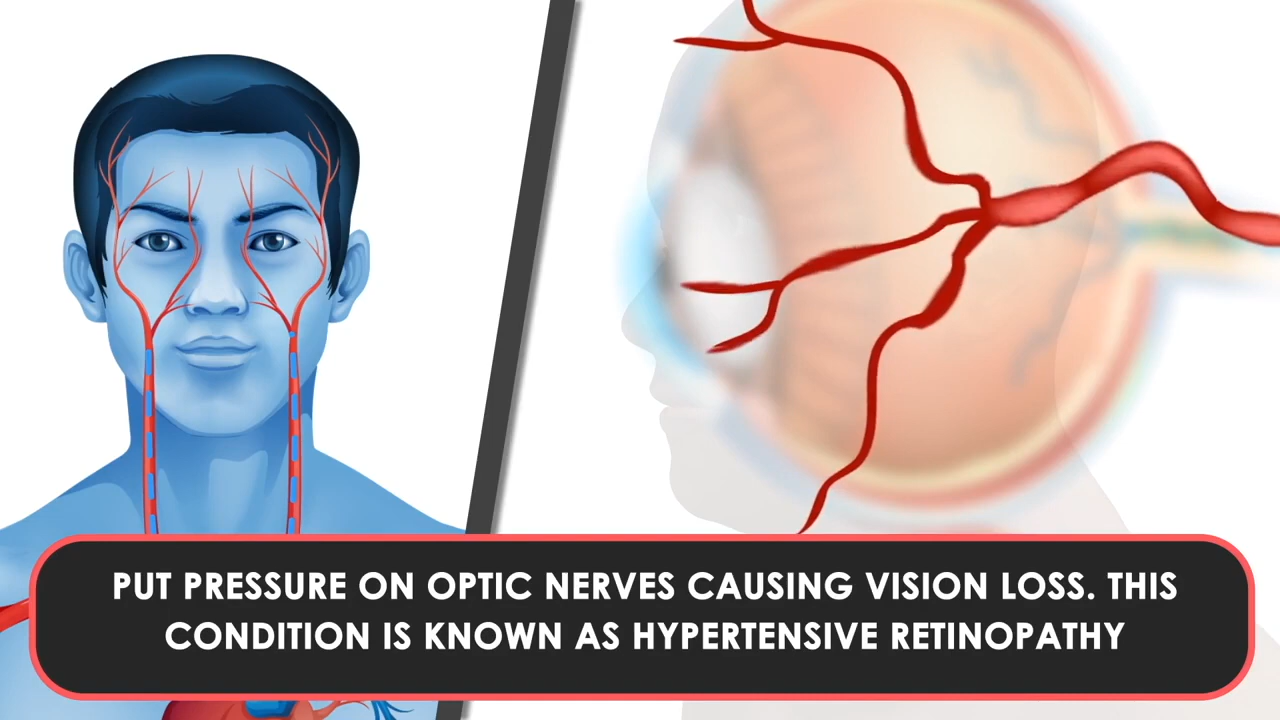 PUT PRESSURE ON OPTIC NERVES CAUSING VISION LOSS. THIS
CONDITION IS KNOWN AS HYPERTENSIVE RETINOPATHY